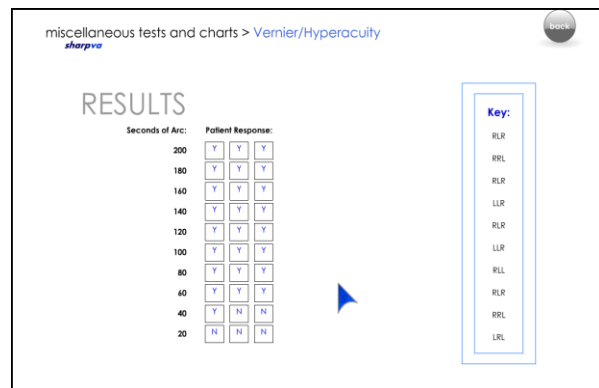 miscellaneous tests and charts > Vernier/Hyperacuity
back
sharpva
RESULTS
Seconds of Arc: Patient Response:
200 Y Y Y
180 Y Y Y
160 Y Y Y
140 Y Y Y
120 Y Y Y
100 Y Y Y
80 Y Y Y
60 Y Y Y
40 Y N N
20 N N N
Key:
RLR
RRL
RLR
LLR
RLR
LLR
RLL
RLR
RRL
LRL